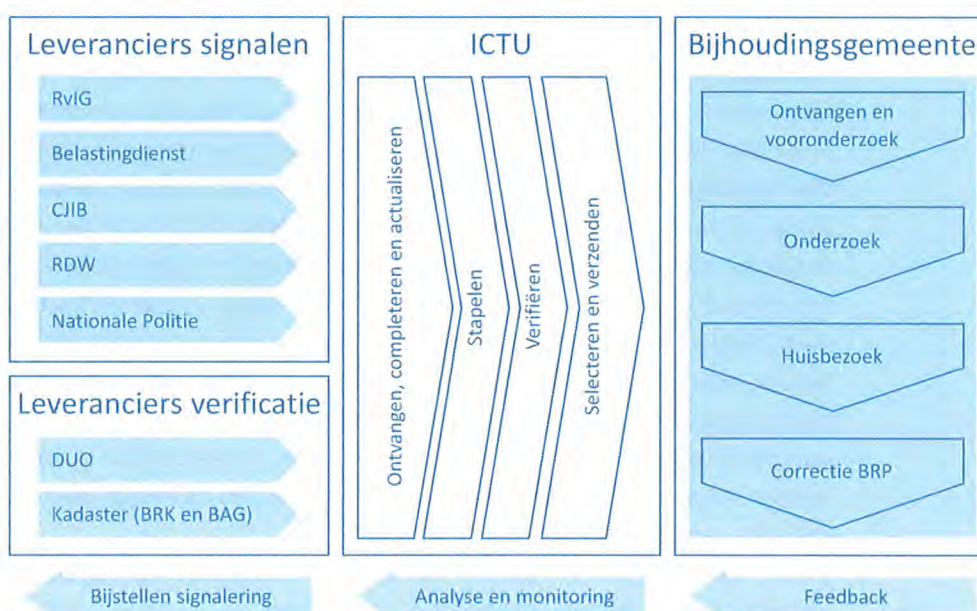 Leveranciers signalen
RvIG
Belastingdienst
CJIB
RDW
Nationale Politie
Leveranciers verificatie
DUO
Kadaster (BRK en BAG)
ICTU
Ontvangen, completeren en actualiseren
Stapelen
Verifiëren
Selecteren en verzenden
Bijhoudingsgemeente
Ontvangen en
vooronderzoek
Onderzoek
Huisbezoek
Correctie BRP
Bijstellen signalering
Analyse en monitoring
Feedback